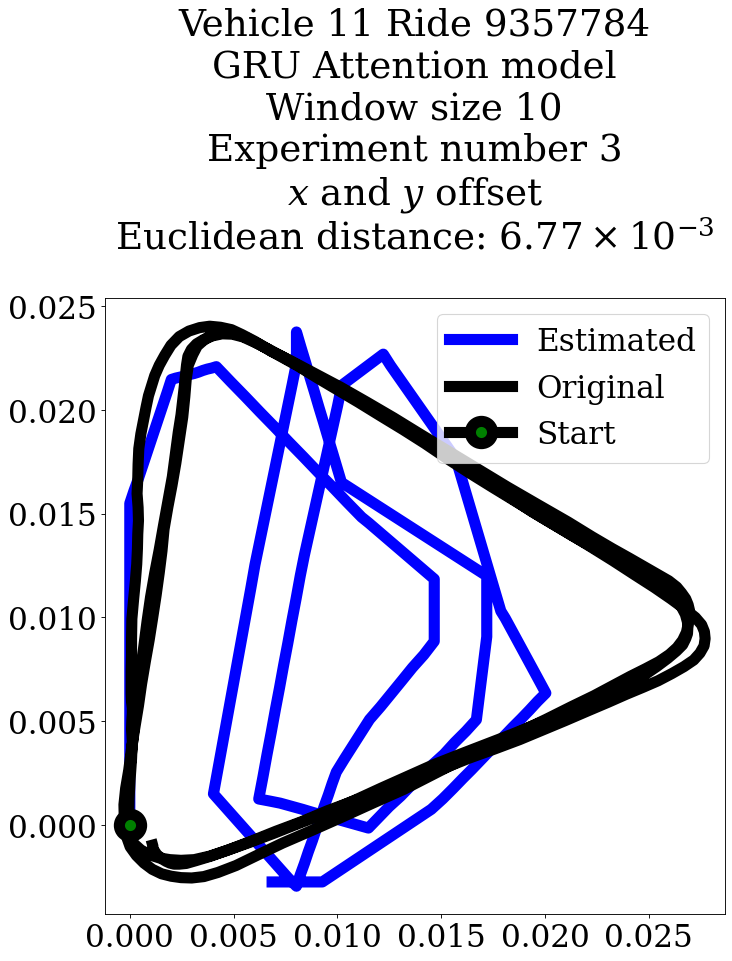 Vehicle 11 Ride 9357784
GRU Attention model
Window size 10
Experiment number 3
x and y offset
Euclidean distance: 6.77 × 10⁻³
0.025
Estimated
Original
0.020
Start
0.015
0.010
0.005
0.000
0.000 0.005 0.010 0.015 0.020 0.025